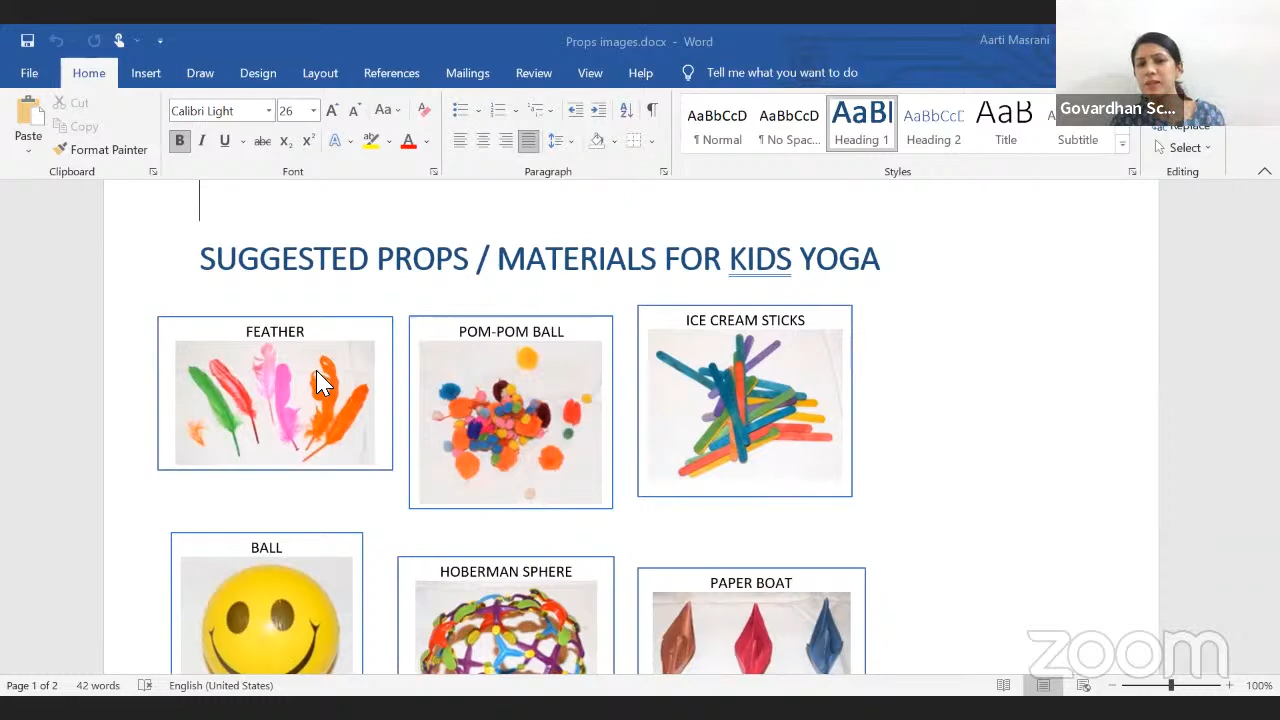 Props images.docx - Word
Aarti Masrani
File Home Insert Draw Design Layout References Mailings Review View Help Tell me what you want to do
Govardhan Sc...
Paste
Cut
Copy
Format Painter
Clipboard
Calibri Light 26
Font
Paragraph
AaBbCcD AaBbCcD AaBl AaBbCcC AaB
¶ Normal ¶ No Spac... Heading 1 Heading 2 Title Subtitle
Styles
Replace
Select
Editing
SUGGESTED PROPS / MATERIALS FOR KIDS YOGA
FEATHER
POM-POM BALL
ICE CREAM STICKS
BALL
HOBERMAN SPHERE
PAPER BOAT
zoom
Page 1 of 2 42 words English (United States) 100%